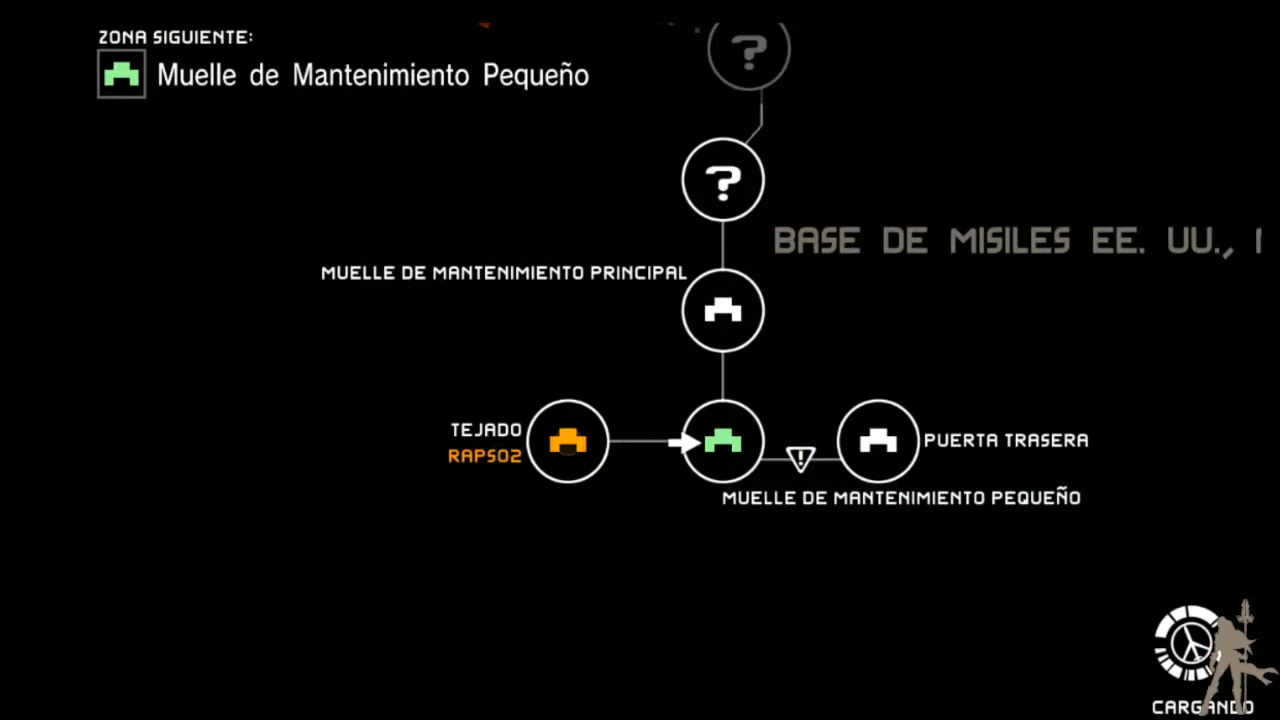 ZONA SIGUIENTE:
Muelle de Mantenimiento Pequeño
?
?
BASE DE MISILES EE. UU.,
MUELLE DE MANTENIMIENTO PRINCIPAL
TEJADO
RAPS02
!
PUERTA TRASERA
MUELLE DE MANTENIMIENTO PEQUEÑO
CARGANDO